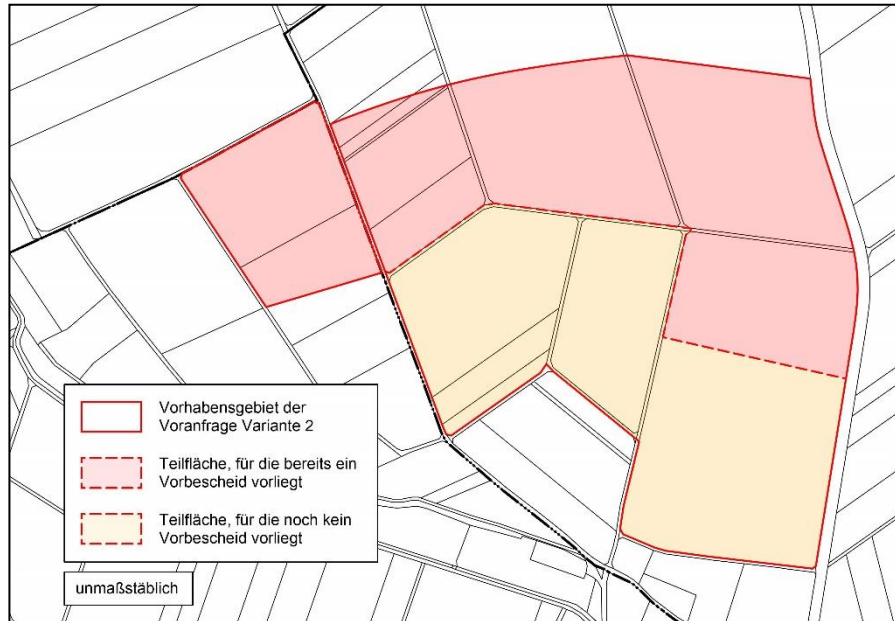 Vorhabensgebiet der
Voranfrage Variante 2
Teilfläche, für die bereits ein
Vorbescheid vorliegt
Teilfläche, für die noch kein
Vorbescheid vorliegt
unmaßstäblich